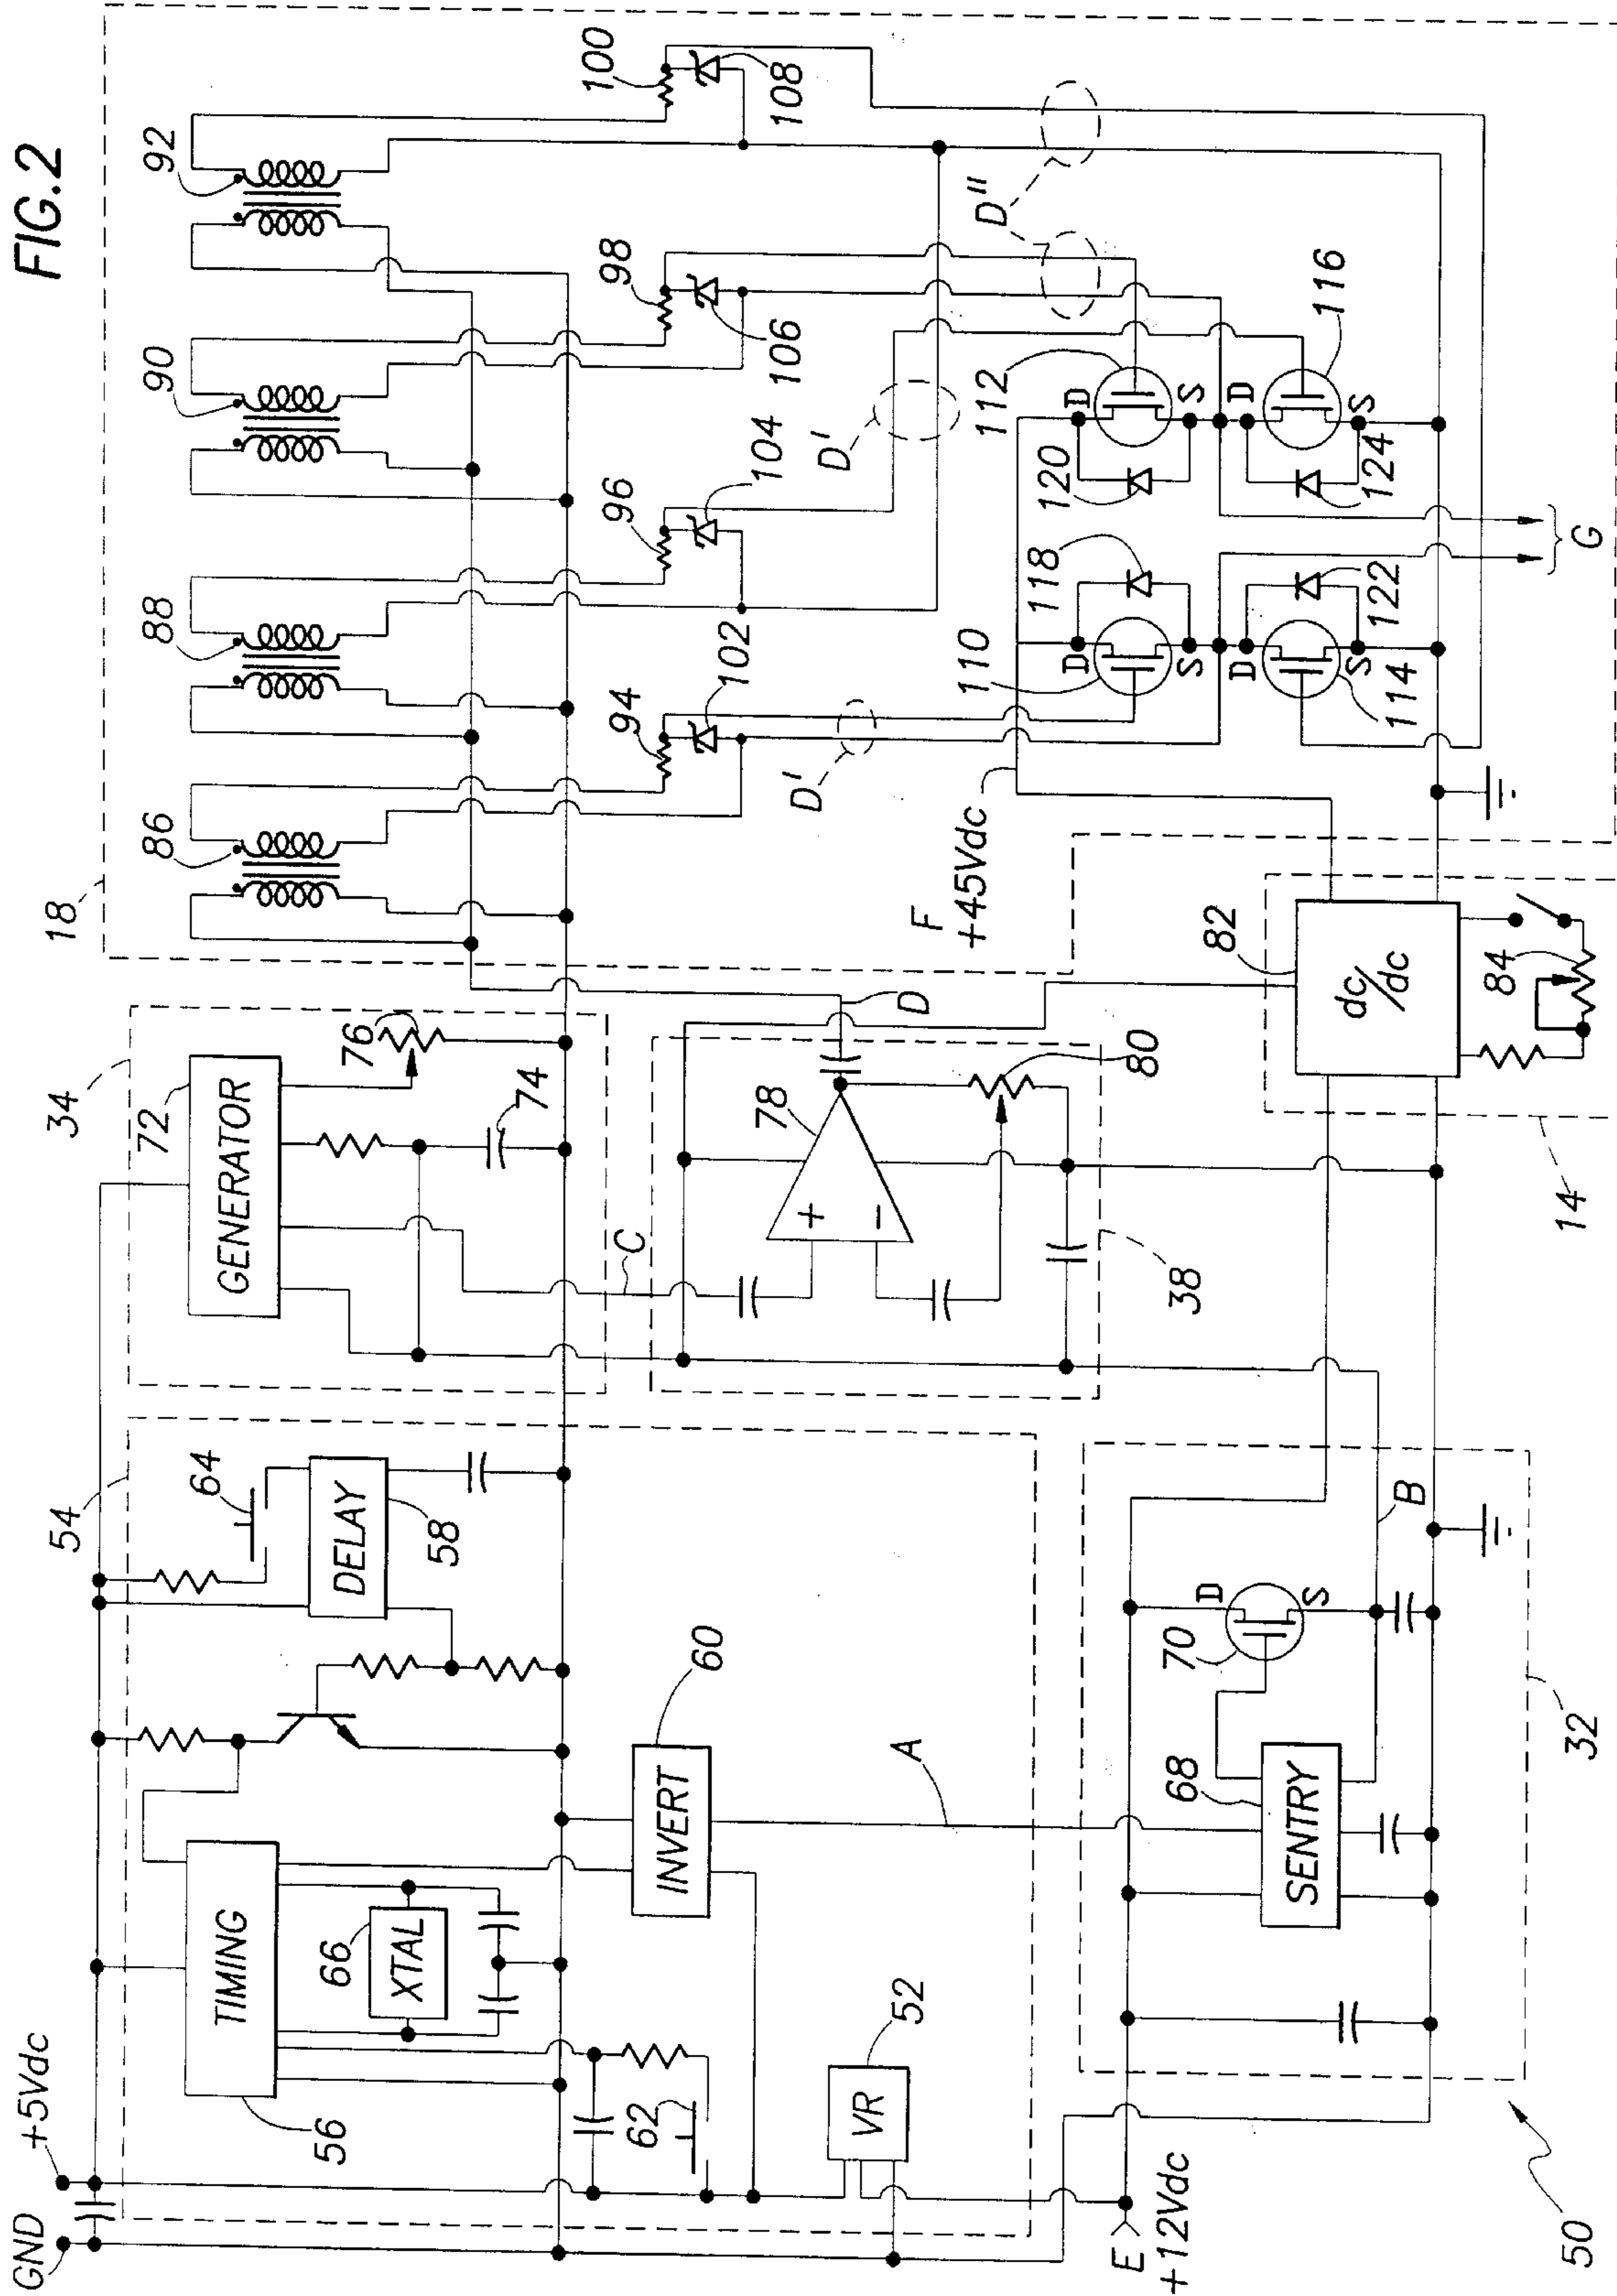 FIG.2
GND
+5Vdc
54
34
18
TIMING
56
66
XTAL
62
VR
52
INVERT
60
A
DELAY
58
64
GENERATOR
72
76
74
C
78
+
−
80
38
D
86
88
90
92
94
96
98
100
102
104
106
108
D'
D'
D"
F
+45Vdc
110
112
114
116
118
120
122
124
D
S
D
S
D
S
D
S
G
82
dc/dc
84
14
E
+12Vdc
SENTRY
68
70
D
S
B
32
50